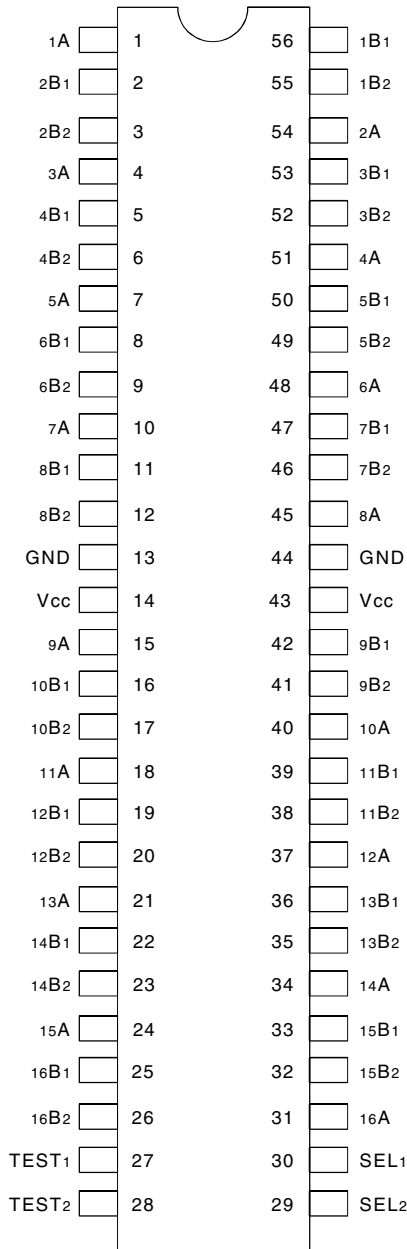 1A 1 56 1B1
2B1 2 55 1B2
2B2 3 54 2A
3A 4 53 3B1
4B1 5 52 3B2
4B2 6 51 4A
5A 7 50 5B1
6B1 8 49 5B2
6B2 9 48 6A
7A 10 47 7B1
8B1 11 46 7B2
8B2 12 45 8A
GND 13 44 GND
Vcc 14 43 Vcc
9A 15 42 9B1
10B1 16 41 9B2
10B2 17 40 10A
11A 18 39 11B1
12B1 19 38 11B2
12B2 20 37 12A
13A 21 36 13B1
14B1 22 35 13B2
14B2 23 34 14A
15A 24 33 15B1
16B1 25 32 15B2
16B2 26 31 16A
TEST1 27 30 SEL1
TEST2 28 29 SEL2